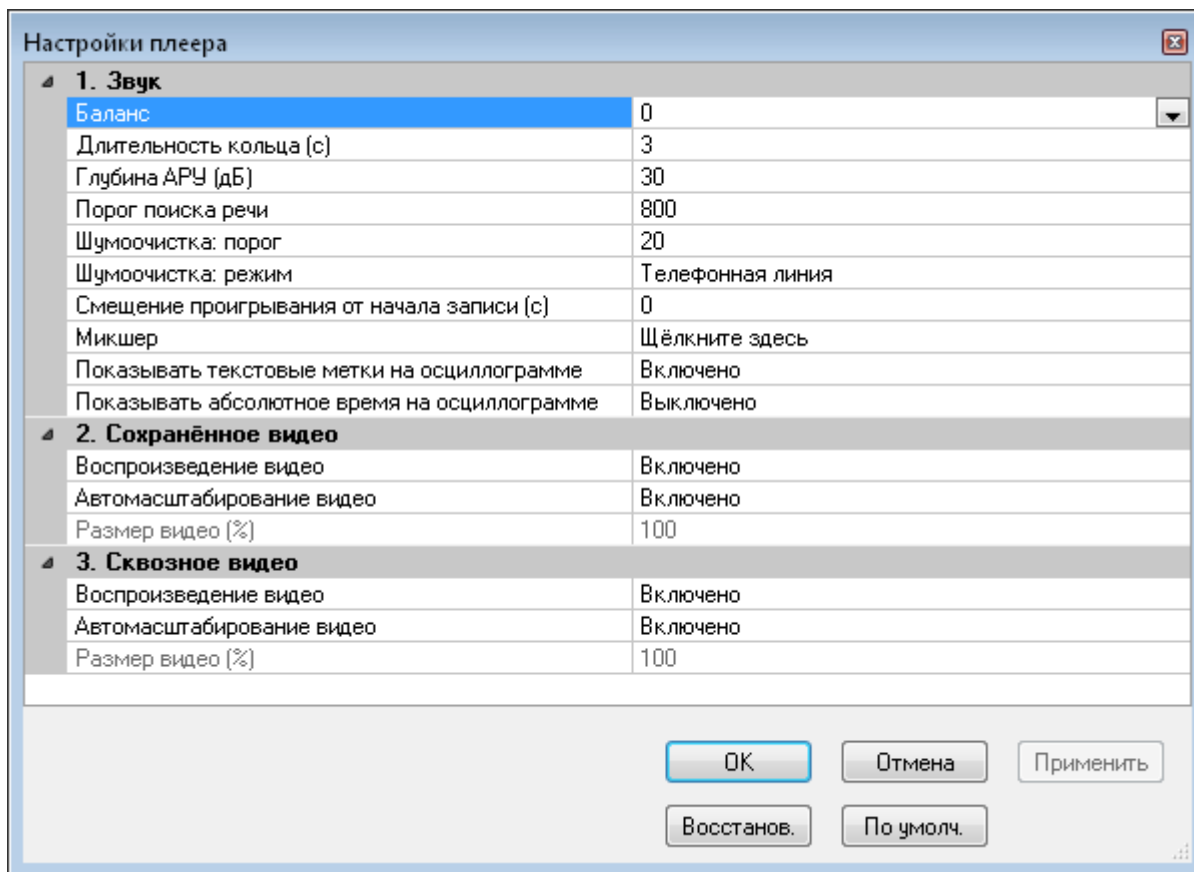 Настройки плеера
1. Звук
Баланс 0
Длительность кольца (с) 3
Глубина АРУ (дБ) 30
Порог поиска речи 800
Шумоочистка: порог 20
Шумоочистка: режим Телефонная линия
Смещение проигрывания от начала записи (с) 0
Микшер Щёлкните здесь
Показывать текстовые метки на осциллограмме Включено
Показывать абсолютное время на осциллограмме Выключено
2. Сохранённое видео
Воспроизведение видео Включено
Автомасштабирование видео Включено
Размер видео (%) 100
3. Сквозное видео
Воспроизведение видео Включено
Автомасштабирование видео Включено
Размер видео (%) 100
OK Отмена Применить
Восстанов. По умолч.